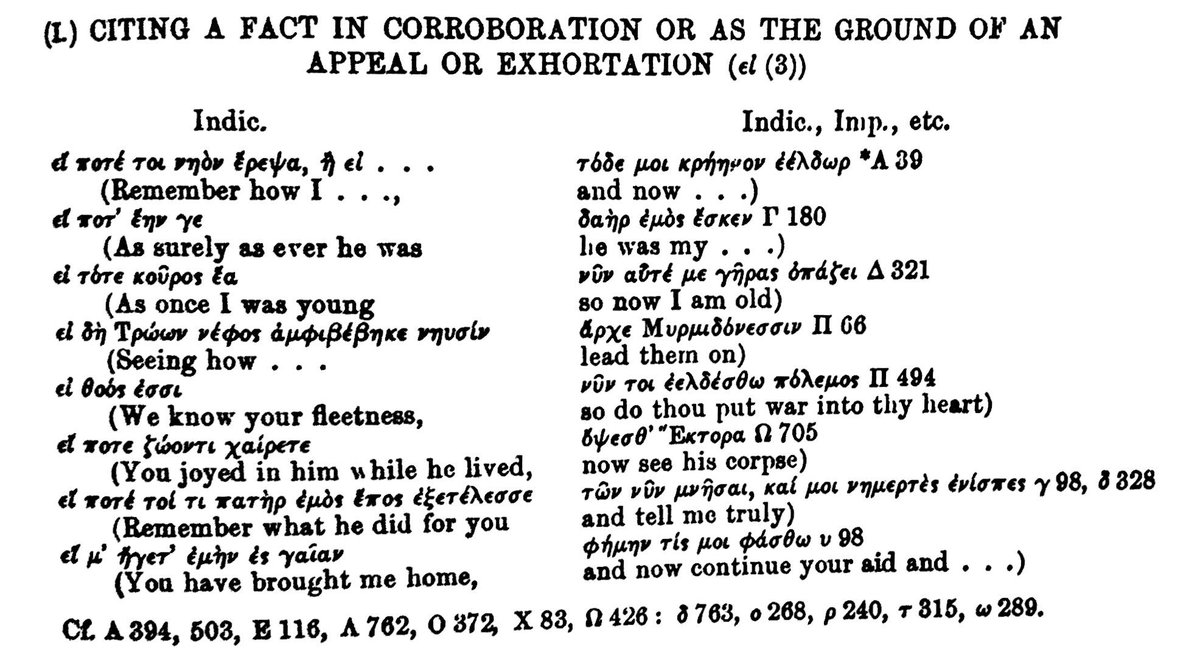 (I.) CITING A FACT IN CORROBORATION OR AS THE GROUND OF AN
APPEAL OR EXHORTATION (εἰ (3))
Indic. Indic., Imp., etc.
εἴ ποτέ τοι νηὸν ἔρεψα, ἢ εἰ . . . τόδε μοι κρήηνον ἐέλδωρ *Α 39
(Remember how I . . ., and now . . .)
εἴ ποτ' ἔην γε δαὴρ ἐμὸς ἔσκεν Γ 180
(As surely as ever he was he was my . . .)
εἰ τότε κοῦρος ἔα νῦν αὖτέ με γῆρας ὀπάζει Δ 321
(As once I was young so now I am old)
εἰ δὴ Τρώων νέφος ἀμφιβέβηκε νηυσίν ἄρχε Μυρμιδόνεσσιν Π 66
(Seeing how . . . lead them on)
εἰ θοός ἐσσι νῦν τοι ἐελδέσθω πόλεμος Π 494
(We know your fleetness, so do thou put war into thy heart)
εἴ ποτε ζώοντι χαίρετε ὄψεσθ' Ἕκτορα Ω 705
(You joyed in him while he lived, now see his corpse)
εἴ ποτέ τοί τι πατὴρ ἐμὸς ἔπος ἐξετέλεσσε τῶν νῦν μνῆσαι, καί μοι νημερτὲς ἐνίσπες γ 98, δ 328
(Remember what he did for you and tell me truly)
εἴ μ' ἤγετ' ἐμὴν ἐς γαῖαν φήμην τίς μοι φάσθω υ 98
(You have brought me home, and now continue your aid and . . .)
Cf. Α 394, 503, Ε 116, Λ 762, Ο 372, Χ 83, Ω 426 : δ 763, ο 268, ρ 240, τ 315, ω 289.